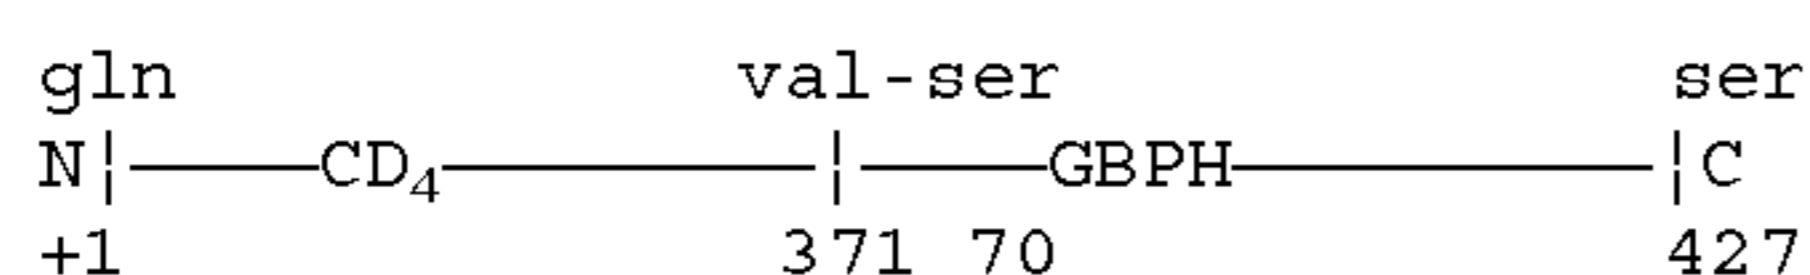 gln val-ser ser
N¦——CD₄————¦——GBPH————¦C
+1 371 70 427